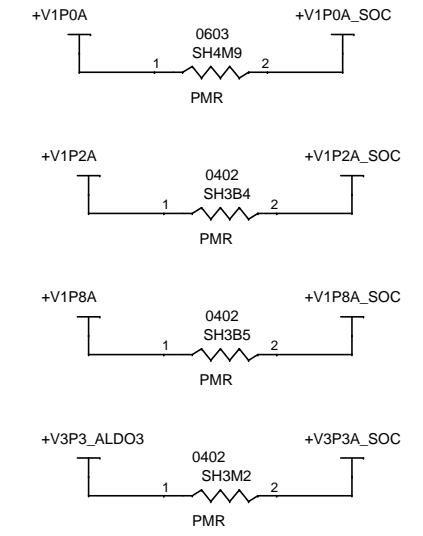 +V1P0A
+V1P0A_SOC
0603
SH4M9
1
2
PMR
+V1P2A
+V1P2A_SOC
0402
SH3B4
1
2
PMR
+V1P8A
+V1P8A_SOC
0402
SH3B5
1
2
PMR
+V3P3_ALDO3
+V3P3A_SOC
0402
SH3M2
1
2
PMR